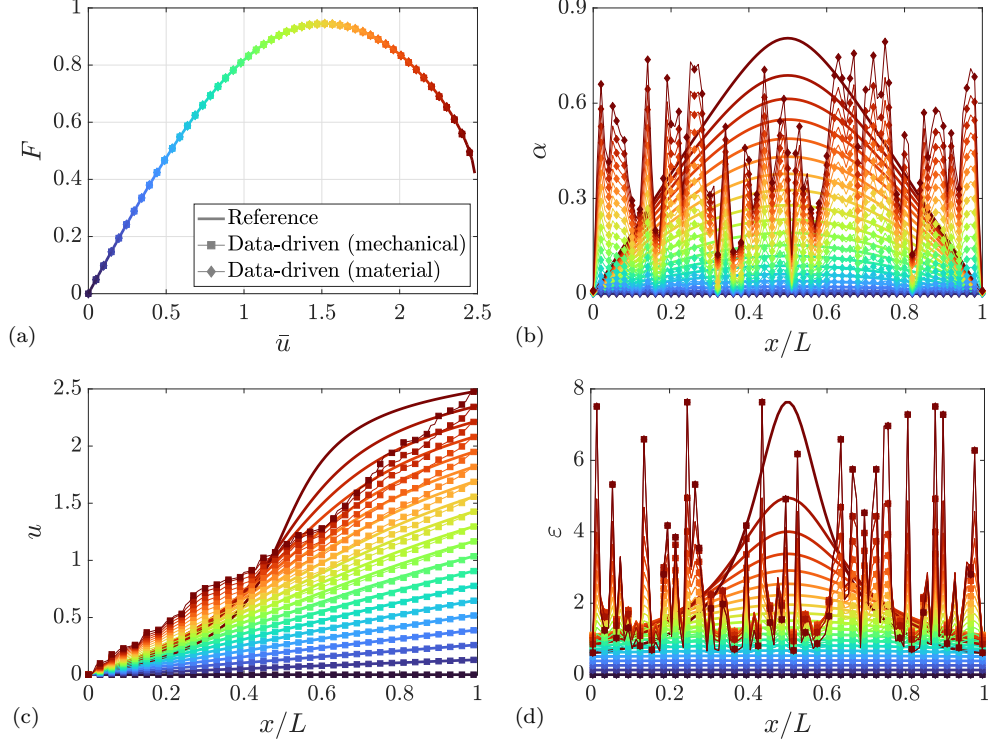 1
0.8
0.6
0.4
0.2
0
F
0 0.5 1 1.5 2 2.5
ū
Reference
Data-driven (mechanical)
Data-driven (material)
(a)
0.9
0.6
0.3
0
α
0 0.2 0.4 0.6 0.8 1
x/L
(b)
2.5
2
1.5
1
0.5
0
u
0 0.2 0.4 0.6 0.8 1
x/L
(c)
8
6
4
2
0
ε
0 0.2 0.4 0.6 0.8 1
x/L
(d)